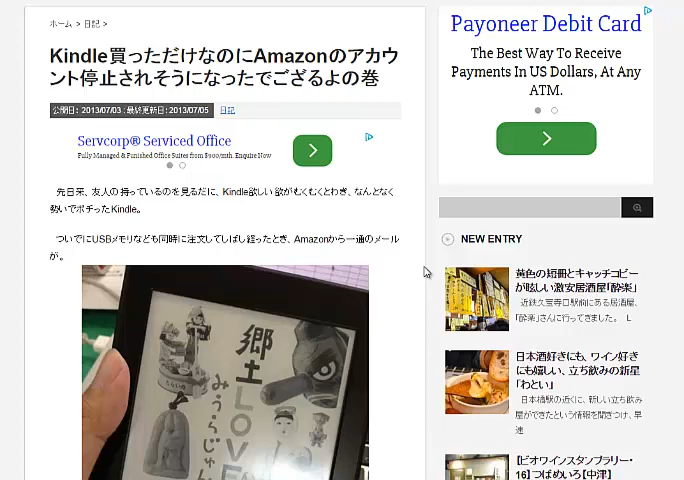 ホーム > 日記 >
Kindle買っただけなのにAmazonのアカウ
ント停止されそうになったでござるよの巻
公開日: 2013/07/03 : 最終更新日: 2013/07/05 日記
Servcorp® Serviced Office
Fully Managed & Furnished Office Suites from $900/mth. Enquire Now
先日来、友人の持っているのを見るだに、Kindle欲しい欲がむくむくとわき、なんとなく
勢いでポチったKindle。
ついでにUSBメモリなども同時に注文してしばし経ったとき、Amazonから一通のメール
が。
郷土LOVE
みうらじゅん
Payoneer Debit Card
The Best Way To Receive
Payments In US Dollars, At Any
ATM.
NEW ENTRY
黄色の短冊とキャッチコピー
が眩しい激安居酒屋「酔楽」
近鉄久宝寺口駅前にある居酒屋、
「酔楽」さんに行ってきました。 L
日本酒好きにも、ワイン好き
にも嬉しい、立ち飲みの新星
「わとい」
日本橋駅の近くに、新しい立ち飲み
屋ができたという情報を聞きつけ、早
速
【ビオワインスタンプラリー・
16】つばめいろ【中津】